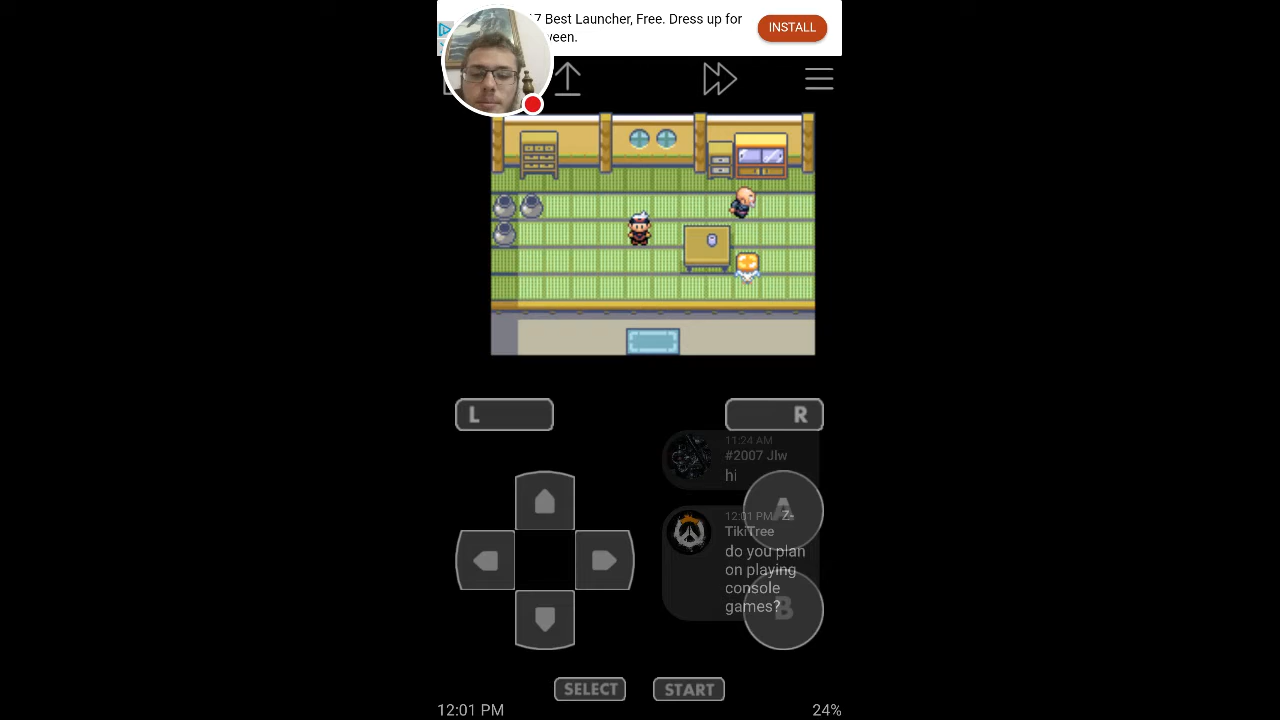 7 Best Launcher, Free. Dress up for
ween.
INSTALL
L
R
11:24 AM
#2007 Jlw
hi
A
12:01 PM Z-
TikiTree
do you plan
on playing
console
games?
B
SELECT
START
12:01 PM
24%